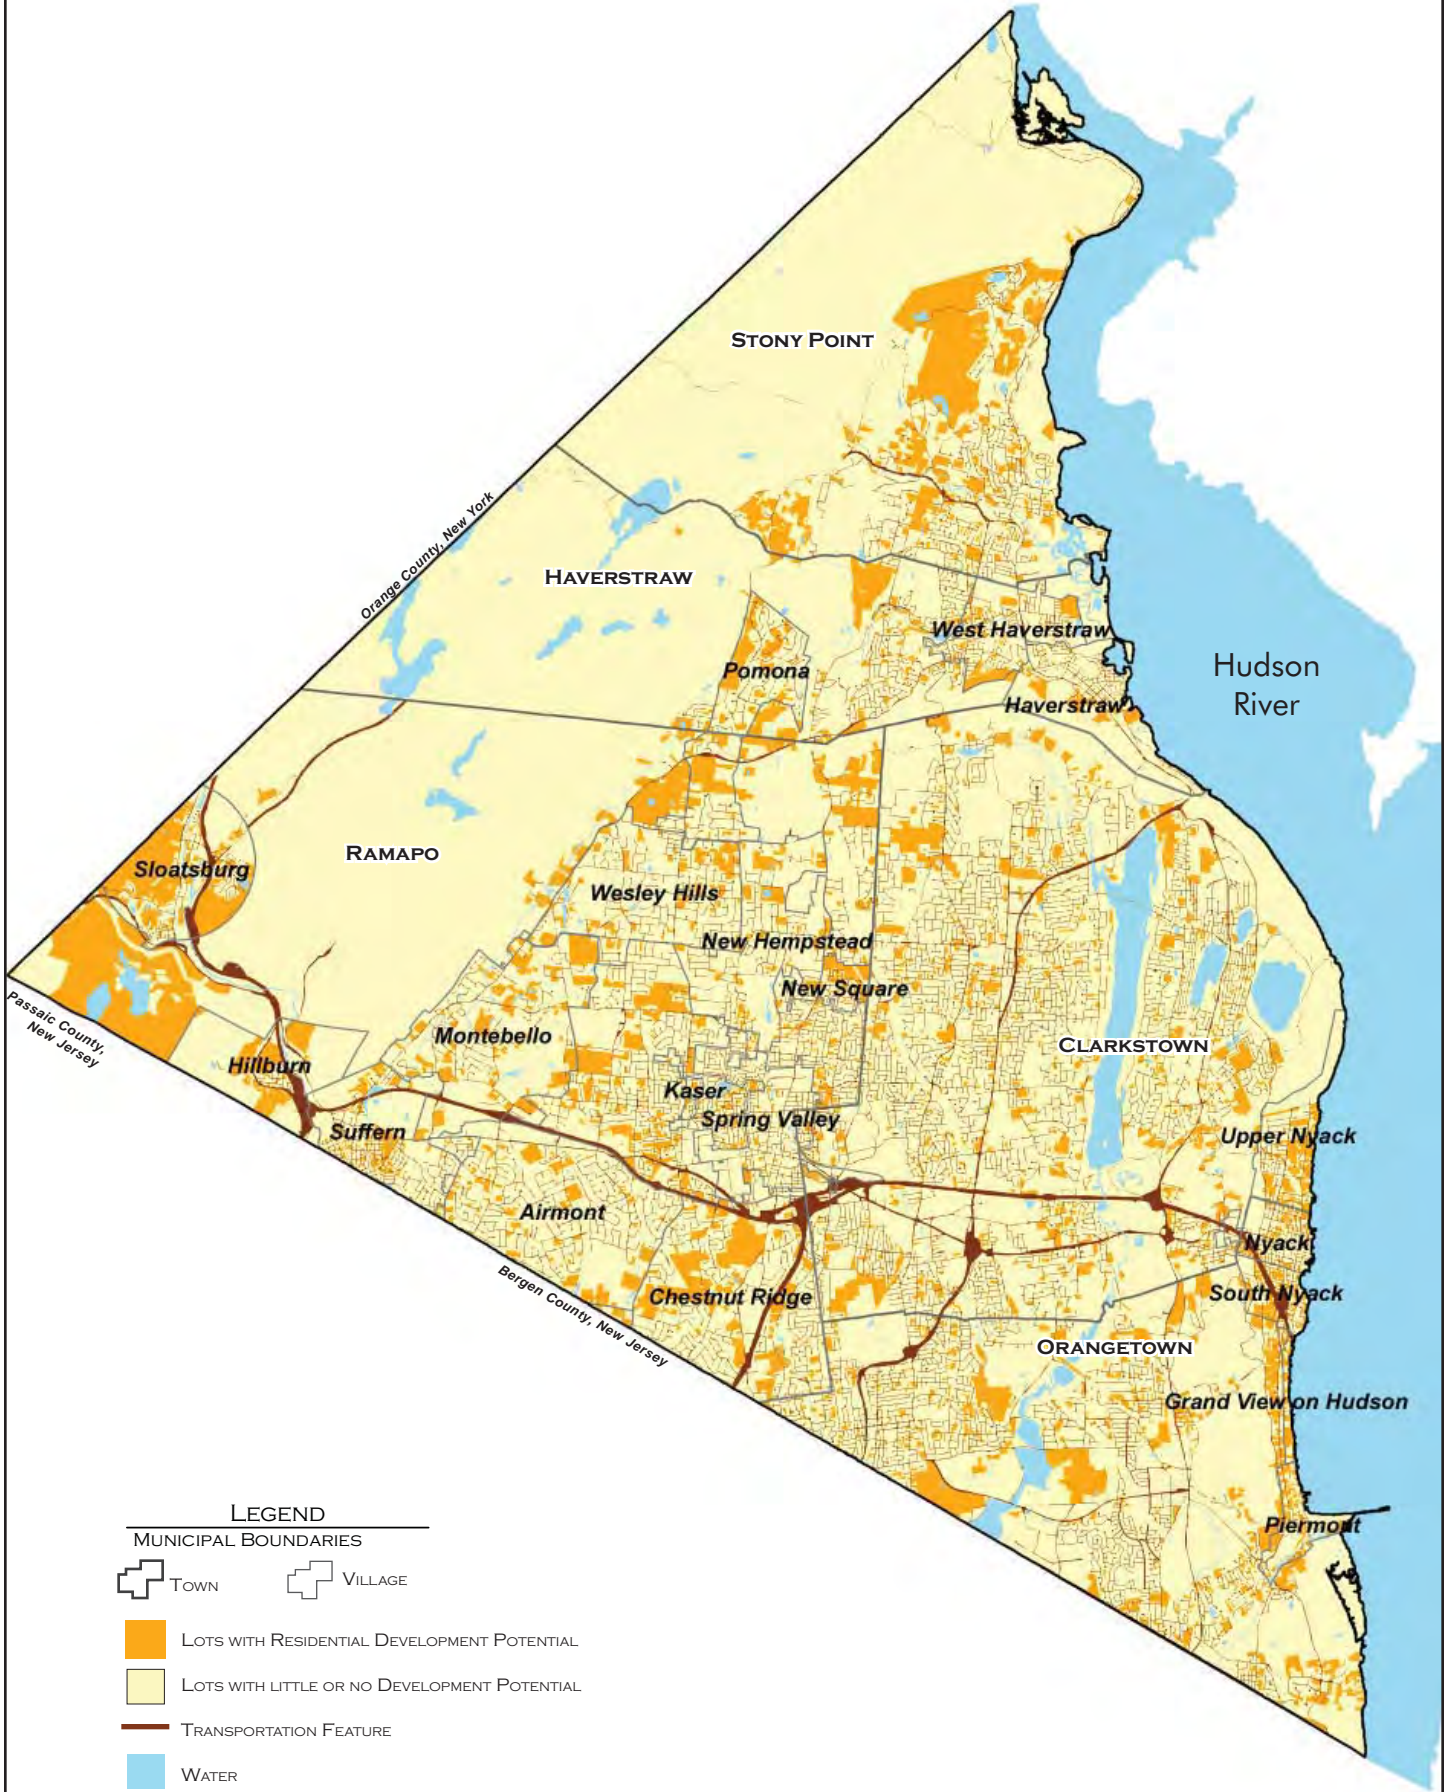 STONY POINT
Orange County, New York
HAVERSTRAW
West Haverstraw
Pomona
Hudson
River
Haverstraw
RAMAPO
Sloatsburg
Wesley Hills
New Hempstead
New Square
Passaic County,
New Jersey
Montebello
CLARKSTOWN
Hillburn
Kaser
Spring Valley
Suffern
Upper Nyack
Airmont
Nyack
Bergen County, New Jersey
Chestnut Ridge
South Nyack
ORANGETOWN
Grand View on Hudson
Piermont
LEGEND
MUNICIPAL BOUNDARIES
TOWN
VILLAGE
LOTS WITH RESIDENTIAL DEVELOPMENT POTENTIAL
LOTS WITH LITTLE OR NO DEVELOPMENT POTENTIAL
TRANSPORTATION FEATURE
WATER